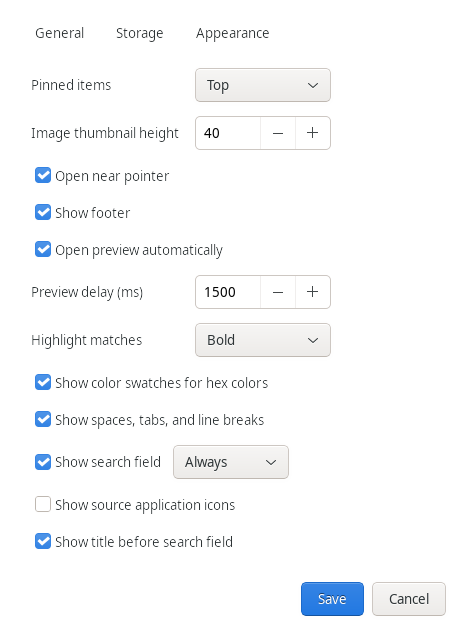 General Storage Appearance
Pinned items Top
Image thumbnail height 40
Open near pointer
Show footer
Open preview automatically
Preview delay (ms) 1500
Highlight matches Bold
Show color swatches for hex colors
Show spaces, tabs, and line breaks
Show search field Always
Show source application icons
Show title before search field
Save Cancel